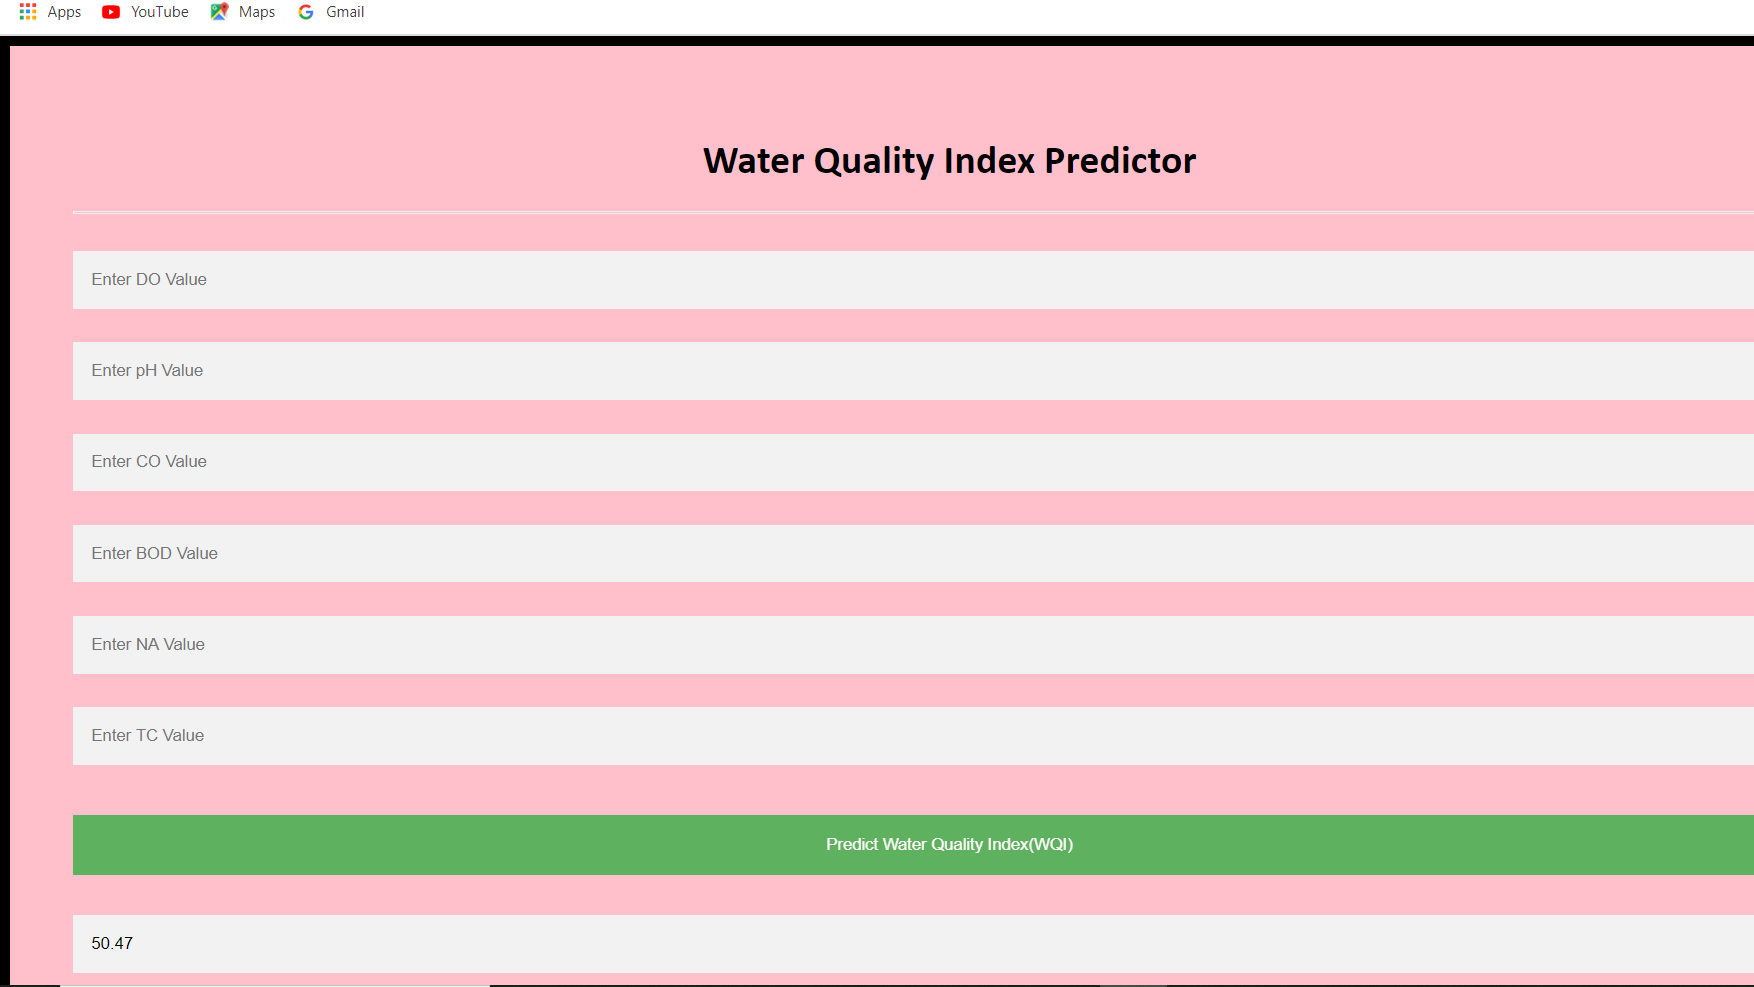 Apps YouTube Maps Gmail
Water Quality Index Predictor
Enter DO Value
Enter pH Value
Enter CO Value
Enter BOD Value
Enter NA Value
Enter TC Value
Predict Water Quality Index(WQI)
50.47